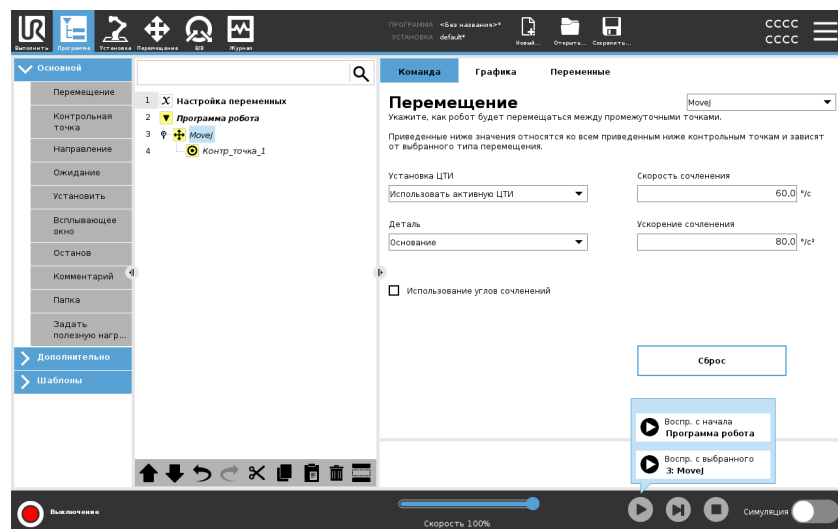 ПРОГРАММА <Без названия>*
УСТАНОВКА default*
Выполнить Программа Установка Перемещение В/В Журнал
Новый... Открыть... Сохранить...
CCCC
CCCC
Основной
Перемещение
Контрольная
точка
Направление
Ожидание
Установить
Всплывающее
окно
Останов
Комментарий
Папка
Задать
полезную нагр...
Дополнительно
Шаблоны
1 X Настройка переменных
2 Программа робота
3 MoveJ
4 Контр_точка_1
Команда Графика Переменные
Перемещение MoveJ
Укажите, как робот будет перемещаться между промежуточными точками.
Приведенные ниже значения относятся ко всем приведенным ниже контрольным точкам и зависят
от выбранного типа перемещения.
Установка ЦТИ Скорость сочленения
Использовать активную ЦТИ 60,0 °/с
Деталь Ускорение сочленения
Основание 80,0 °/с²
Использование углов сочленений
Сброс
Воспр. с начала
Программа робота
Воспр. с выбранного
3: MoveJ
Выключение
Скорость 100%
Симуляция